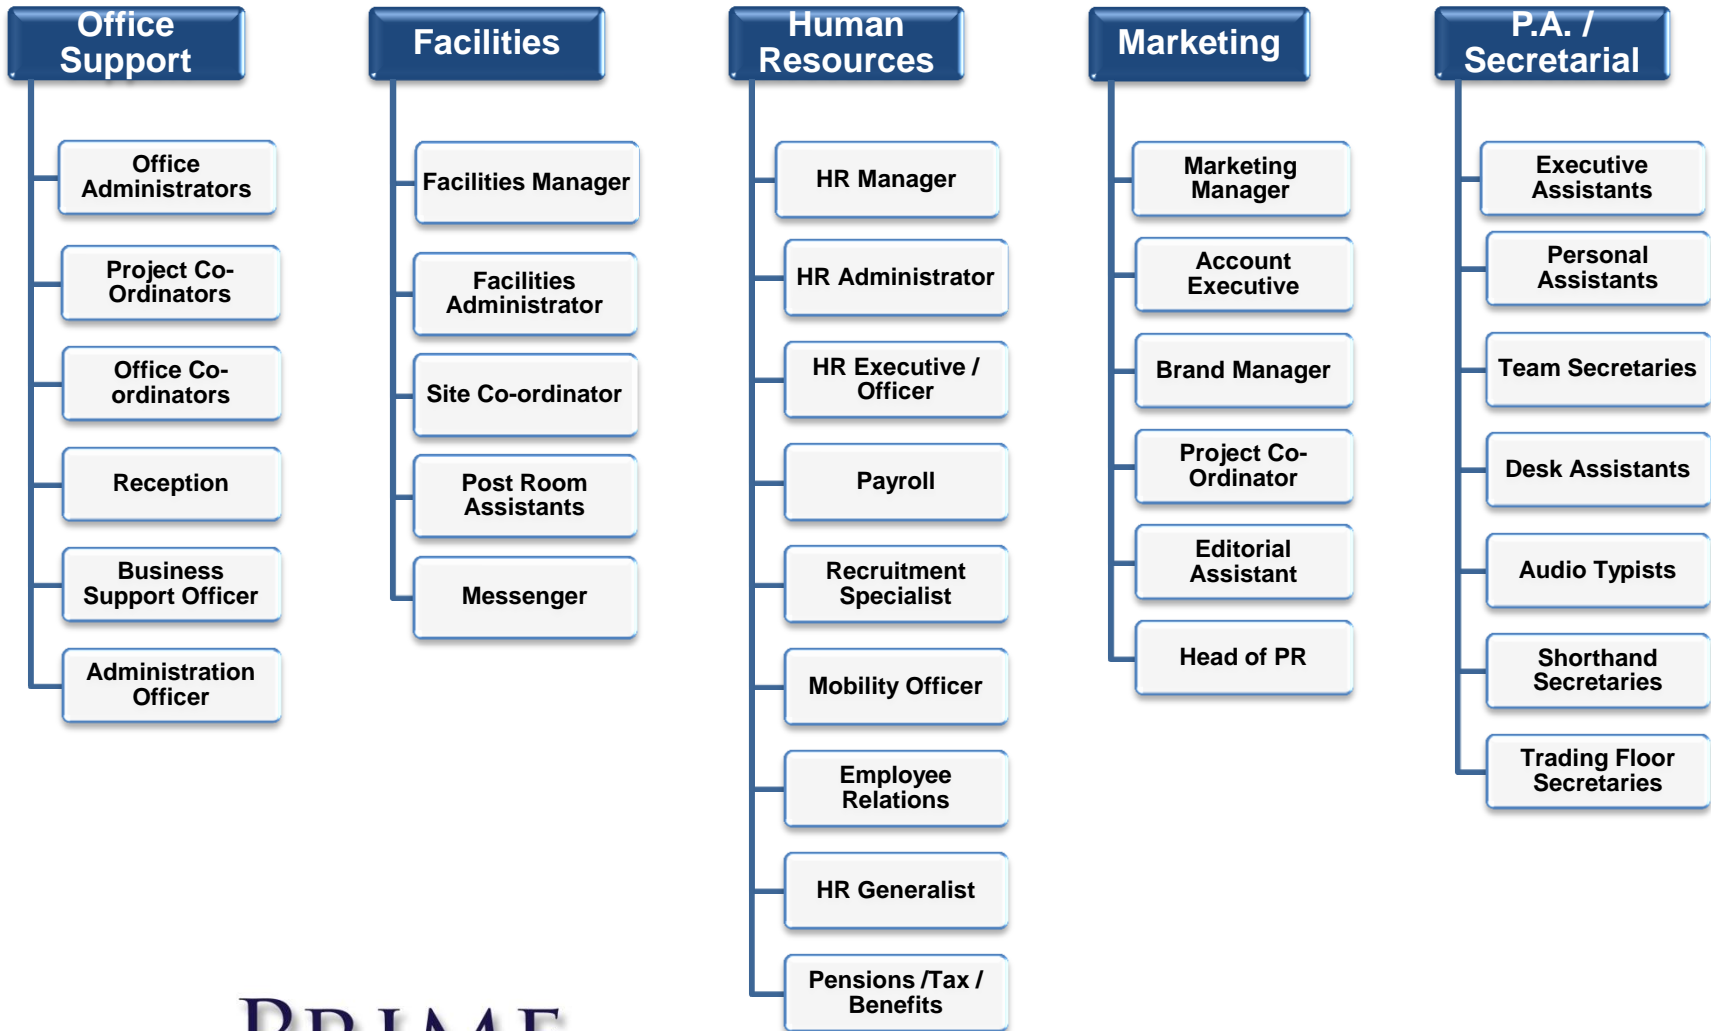 Office
Support
Office
Administrators
Project Co-
Ordinators
Office Co-
ordinators
Reception
Business
Support Officer
Administration
Officer
Facilities
Facilities Manager
Facilities
Administrator
Site Co-ordinator
Post Room
Assistants
Messenger
Human
Resources
HR Manager
HR Administrator
HR Executive /
Officer
Payroll
Recruitment
Specialist
Mobility Officer
Employee
Relations
HR Generalist
Pensions /Tax /
Benefits
Marketing
Marketing
Manager
Account
Executive
Brand Manager
Project Co-
Ordinator
Editorial
Assistant
Head of PR
P.A. /
Secretarial
Executive
Assistants
Personal
Assistants
Team Secretaries
Desk Assistants
Audio Typists
Shorthand
Secretaries
Trading Floor
Secretaries
PRIME